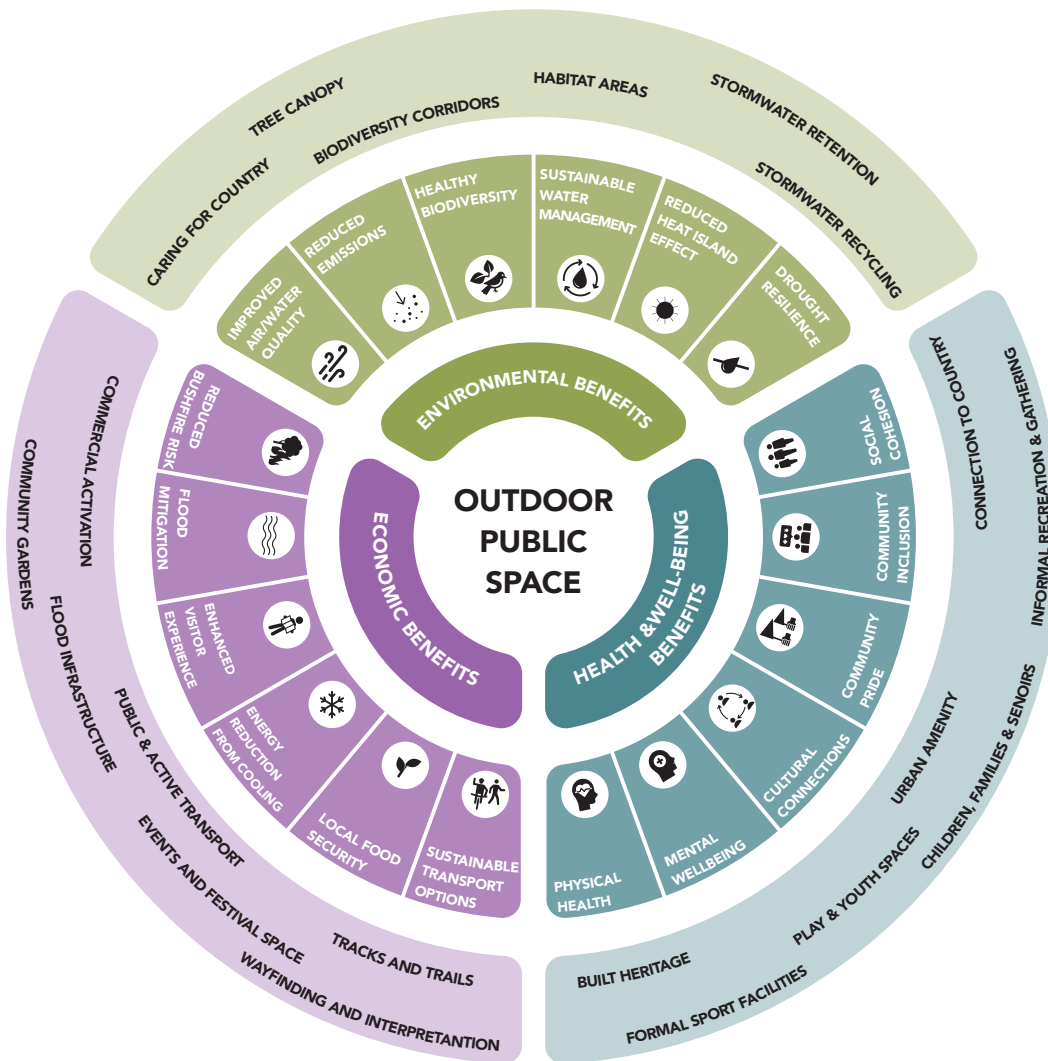 TREE CANOPY
HABITAT AREAS
STORMWATER RETENTION
CARING FOR COUNTRY
BIODIVERSITY CORRIDORS
STORMWATER RECYCLING
IMPROVED
AIR/WATER
QUALITY
REDUCED
EMISSIONS
HEALTHY
BIODIVERSITY
SUSTAINABLE
WATER
MANAGEMENT
REDUCED
HEAT ISLAND
EFFECT
DROUGHT
RESILIENCE
ENVIRONMENTAL BENEFITS
OUTDOOR
PUBLIC
SPACE
HEALTH &WELL-BEING
BENEFITS
ECONOMIC BENEFITS
SOCIAL
COHESION
COMMUNITY
INCLUSION
COMMUNITY
PRIDE
CULTURAL
CONNECTIONS
MENTAL
WELLBEING
PHYSICAL
HEALTH
CONNECTION TO COUNTRY
INFORMAL RECREATION & GATHERING
URBAN AMENITY
CHILDREN, FAMILIES & SENOIRS
PLAY & YOUTH SPACES
BUILT HERITAGE
FORMAL SPORT FACILITIES
REDUCED
BUSHFIRE RISK
FLOOD
MITIGATION
ENHANCED
VISITOR
EXPERIENCE
ENERGY
REDUCTION
FROM COOLING
LOCAL FOOD
SECURITY
SUSTAINABLE
TRANSPORT
OPTIONS
COMMERCIAL ACTIVATION
COMMUNITY GARDENS
FLOOD INFRASTRUCTURE
PUBLIC & ACTIVE TRANSPORT
EVENTS AND FESTIVAL SPACE
TRACKS AND TRAILS
WAYFINDING AND INTERPRETANTION